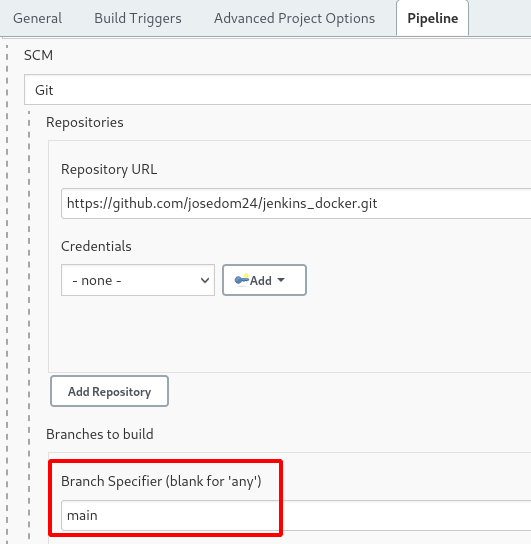 General Build Triggers Advanced Project Options Pipeline
SCM
Git
Repositories
Repository URL
https://github.com/josedom24/jenkins_docker.git
Credentials
- none - Add
Add Repository
Branches to build
Branch Specifier (blank for 'any')
main